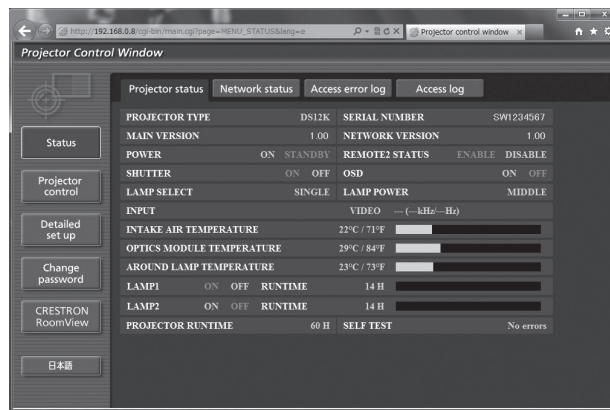 http://192.168.0.8/cgi-bin/main.cgi?page=MENU_STATUS&lang=e
Projector control window
Projector Control Window
Projector status Network status Access error log Access log
Status
Projector control
Detailed set up
Change password
CRESTRON RoomView
日本語
PROJECTOR TYPE DS12K SERIAL NUMBER SW1234567
MAIN VERSION 1.00 NETWORK VERSION 1.00
POWER ON STANDBY REMOTE2 STATUS ENABLE DISABLE
SHUTTER ON OFF OSD ON OFF
LAMP SELECT SINGLE LAMP POWER MIDDLE
INPUT VIDEO --- (---kHz/---Hz)
INTAKE AIR TEMPERATURE 22°C / 71°F
OPTICS MODULE TEMPERATURE 29°C / 84°F
AROUND LAMP TEMPERATURE 23°C / 73°F
LAMP1 ON OFF RUNTIME 14 H
LAMP2 ON OFF RUNTIME 14 H
PROJECTOR RUNTIME 60 H SELF TEST No errors